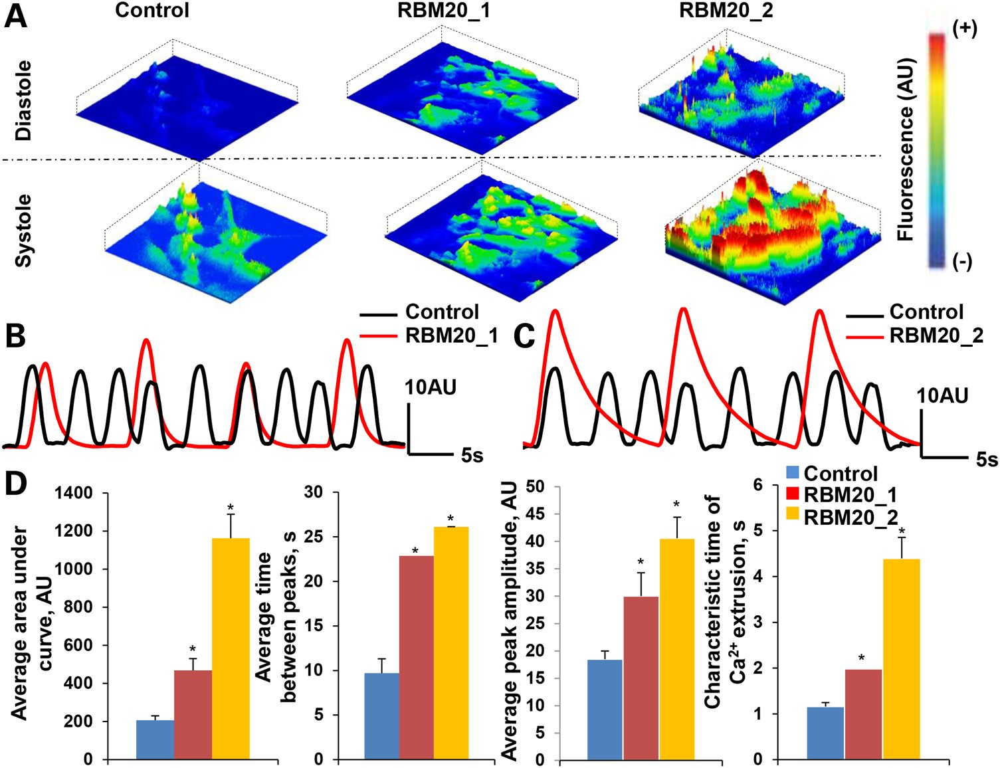 A
Control
RBM20_1
RBM20_2
Diastole
Systole
(+)
Fluorescence (AU)
(-)
B
Control
RBM20_1
10AU
5s
C
Control
RBM20_2
10AU
5s
D
Average area under
curve, AU
1400
1200
1000
800
600
400
200
0
*
*
Average time
between peaks, s
30
25
20
15
10
5
0
*
*
Average peak amplitude, AU
50
45
40
35
30
25
20
15
10
5
0
*
*
Characteristic time of
Ca²⁺ extrusion, s
6
5
4
3
2
1
0
*
*
Control
RBM20_1
RBM20_2